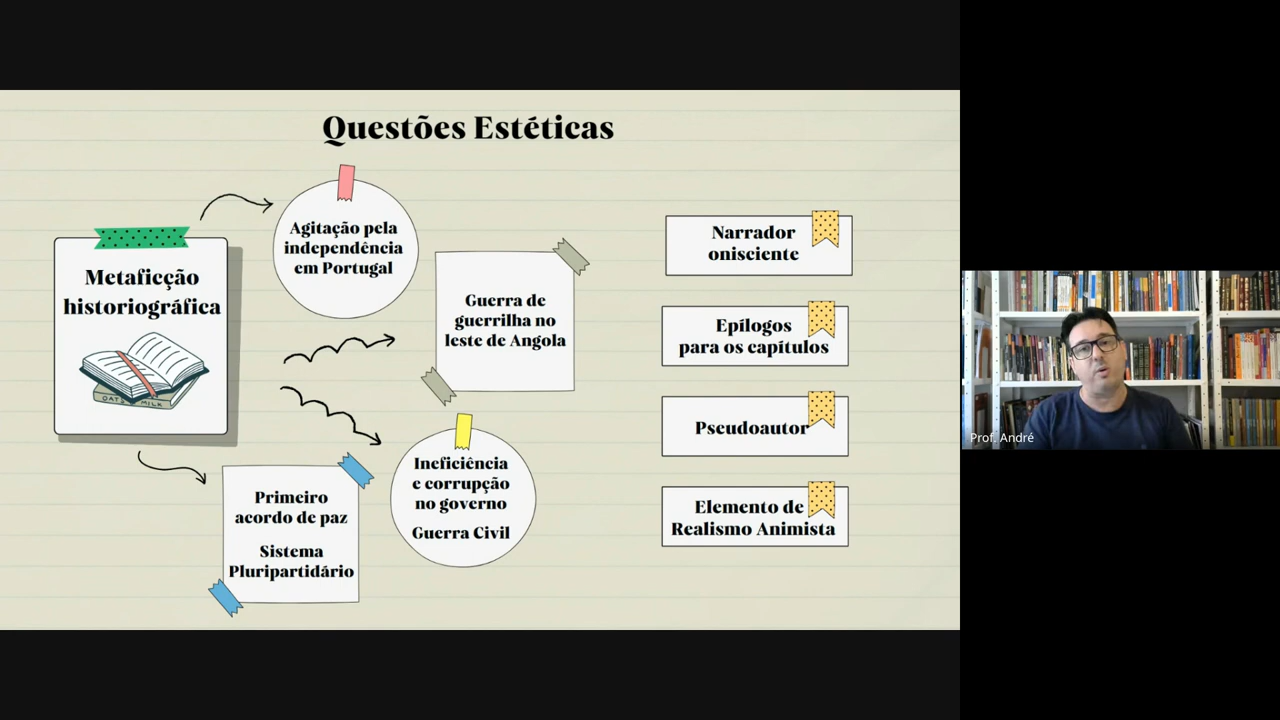 Questões Estéticas
Metaficção
historiográfica
OATS MILK
Agitação pela
independência
em Portugal
Guerra de
guerrilha no
leste de Angola
Ineficiência
e corrupção
no governo
Guerra Civil
Primeiro
acordo de paz
Sistema
Pluripartidário
Narrador
onisciente
Epílogos
para os capítulos
Pseudoautor
Elemento de
Realismo Animista
Prof. André